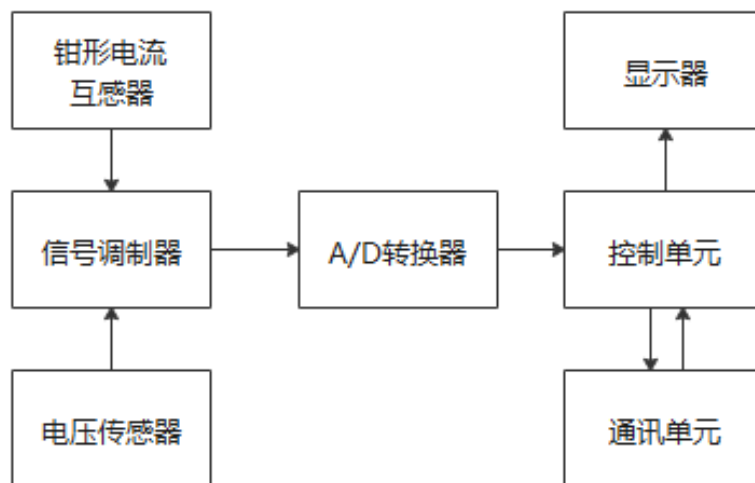 钳形电流
互感器
显示器
信号调制器
A/D转换器
控制单元
电压传感器
通讯单元